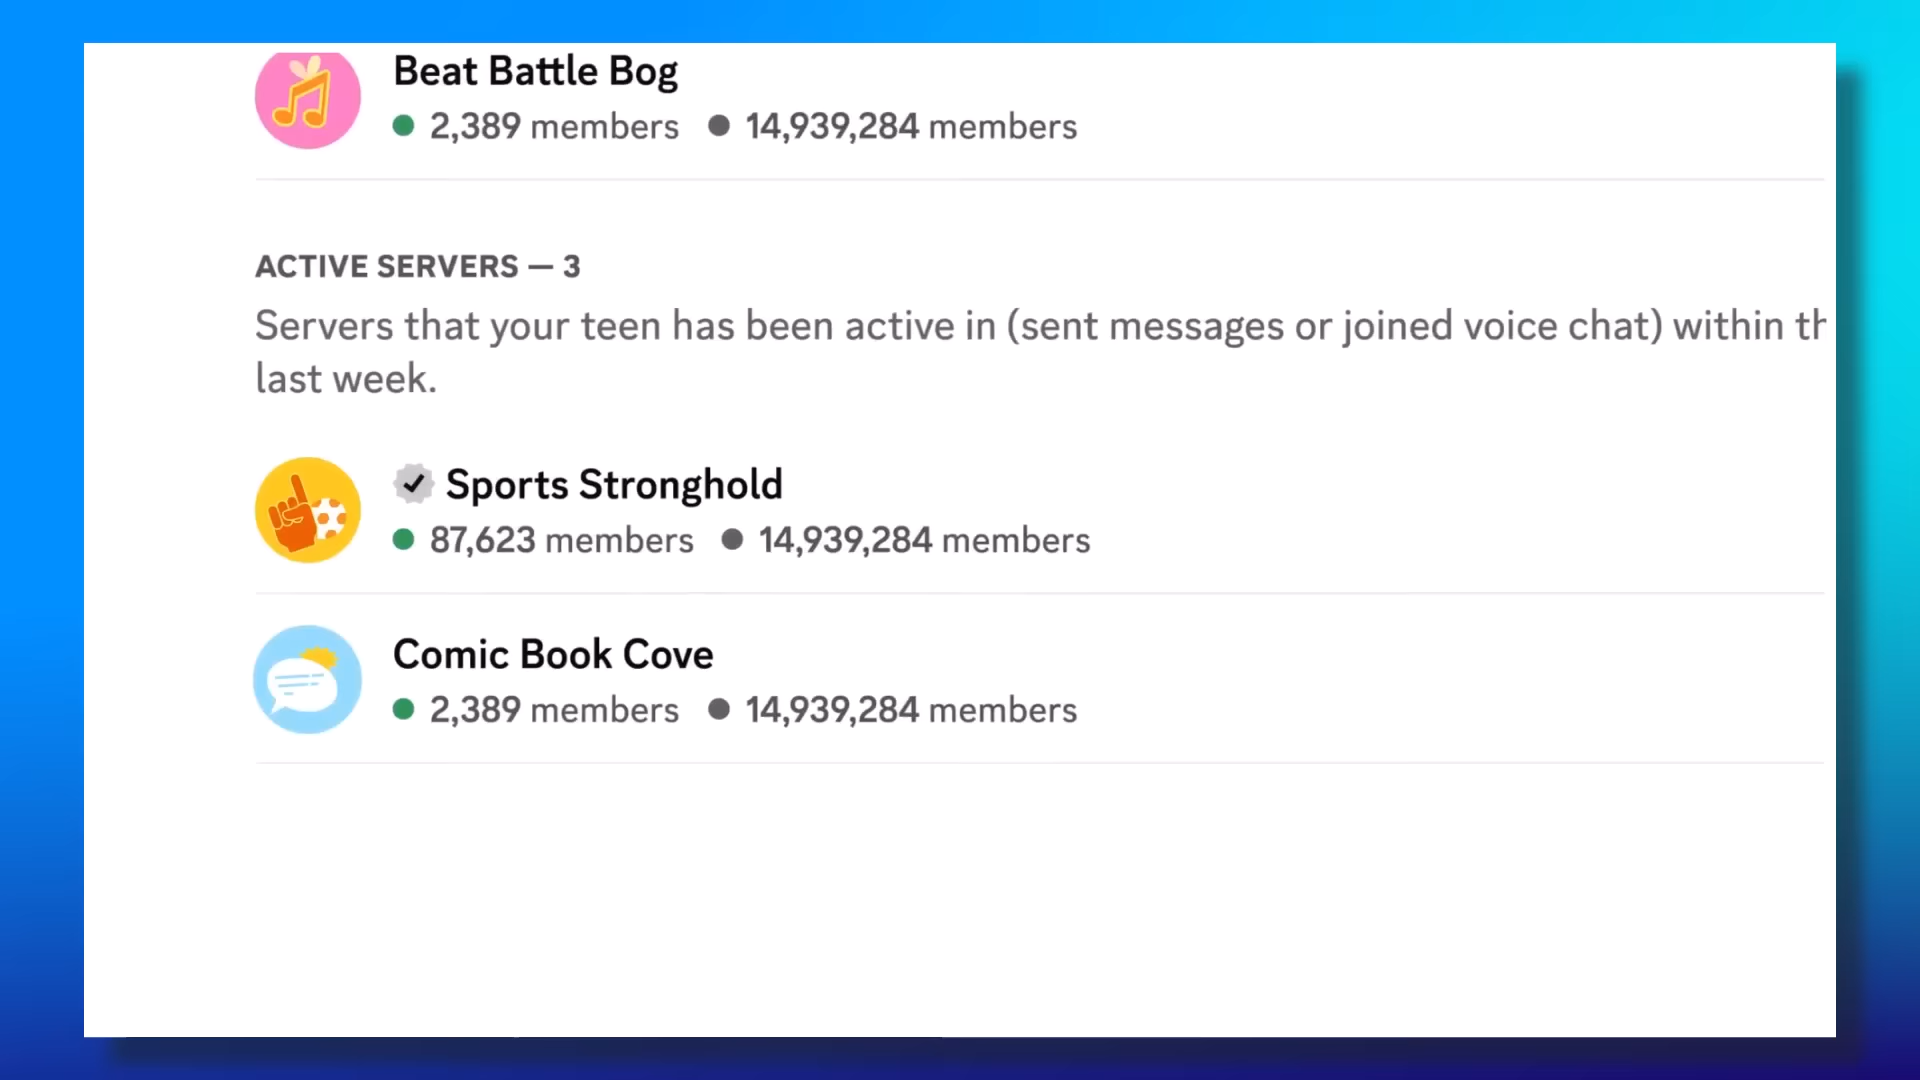 Beat Battle Bog
2,389 members 14,939,284 members
ACTIVE SERVERS — 3
Servers that your teen has been active in (sent messages or joined voice chat) within th
last week.
Sports Stronghold
87,623 members 14,939,284 members
Comic Book Cove
2,389 members 14,939,284 members